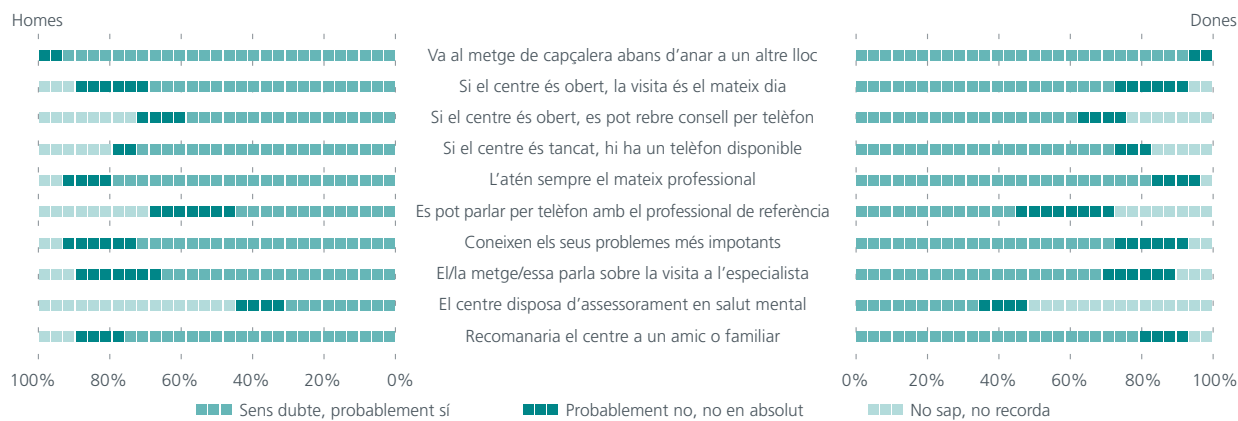 Homes
Dones
Va al metge de capçalera abans d’anar a un altre lloc
Si el centre és obert, la visita és el mateix dia
Si el centre és obert, es pot rebre consell per telèfon
Si el centre és tancat, hi ha un telèfon disponible
L’atén sempre el mateix professional
Es pot parlar per telèfon amb el professional de referència
Coneixen els seus problemes més impotants
El/la metge/essa parla sobre la visita a l’especialista
El centre disposa d’assessorament en salut mental
Recomanaria el centre a un amic o familiar
100% 80% 60% 40% 20% 0%
0% 20% 40% 60% 80% 100%
Sens dubte, probablement sí
Probablement no, no en absolut
No sap, no recorda